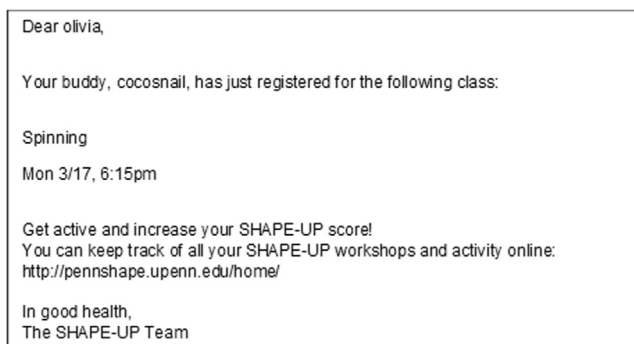 Dear olivia,
Your buddy, cocosnail, has just registered for the following class:
Spinning
Mon 3/17, 6:15pm
Get active and increase your SHAPE-UP score!
You can keep track of all your SHAPE-UP workshops and activity online:
http://pennshape.upenn.edu/home/
In good health,
The SHAPE-UP Team